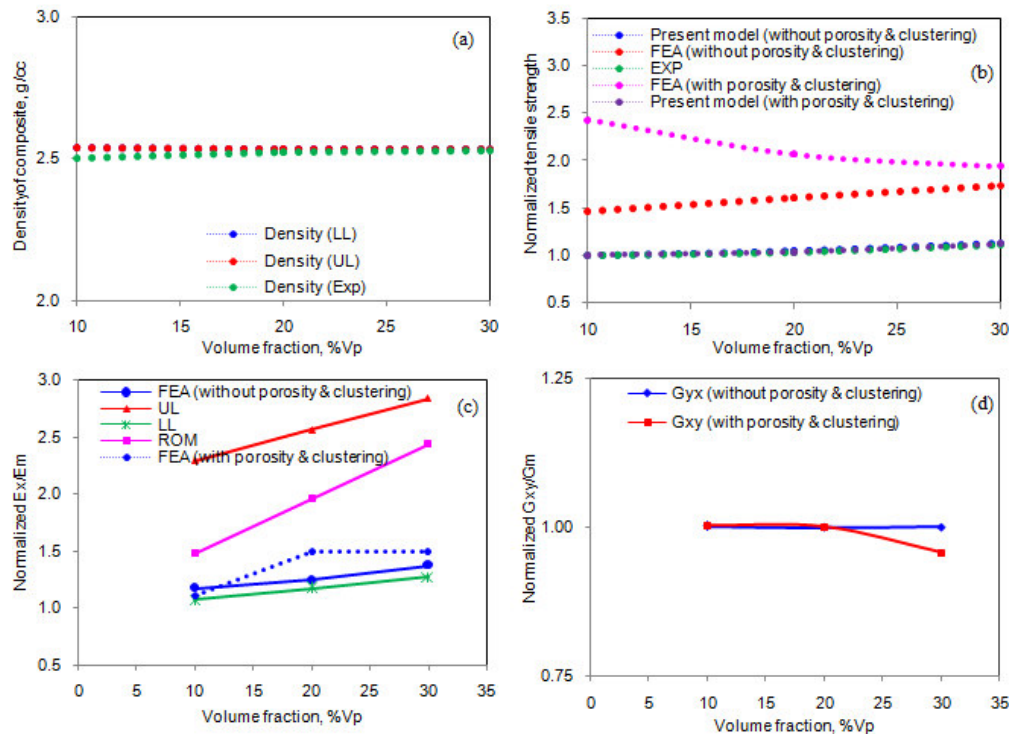 3.0
2.5
2.0
Density of composite, g/cc
(a)
Density (LL)
Density (UL)
Density (Exp)
10
15
20
25
30
Volume fraction, %Vp
3.5
3.0
2.5
2.0
1.5
1.0
0.5
Normalized tensile strength
Present model (without porosity & clustering)
FEA (without porosity & clustering)
EXP
FEA (with porosity & clustering)
Present model (with porosity & clustering)
(b)
10
15
20
25
30
Volume fraction, %Vp
3.0
2.5
2.0
1.5
1.0
0.5
Normalized Ex/Em
FEA (without porosity & clustering)
UL
LL
ROM
FEA (with porosity & clustering)
(c)
0
5
10
15
20
25
30
35
Volume fraction, %Vp
1.25
1.00
0.75
Normalized Gxy/Gm
Gyx (without porosity & clustering)
Gxy (with porosity & clustering)
(d)
0
5
10
15
20
25
30
35
Volume fraction, %Vp